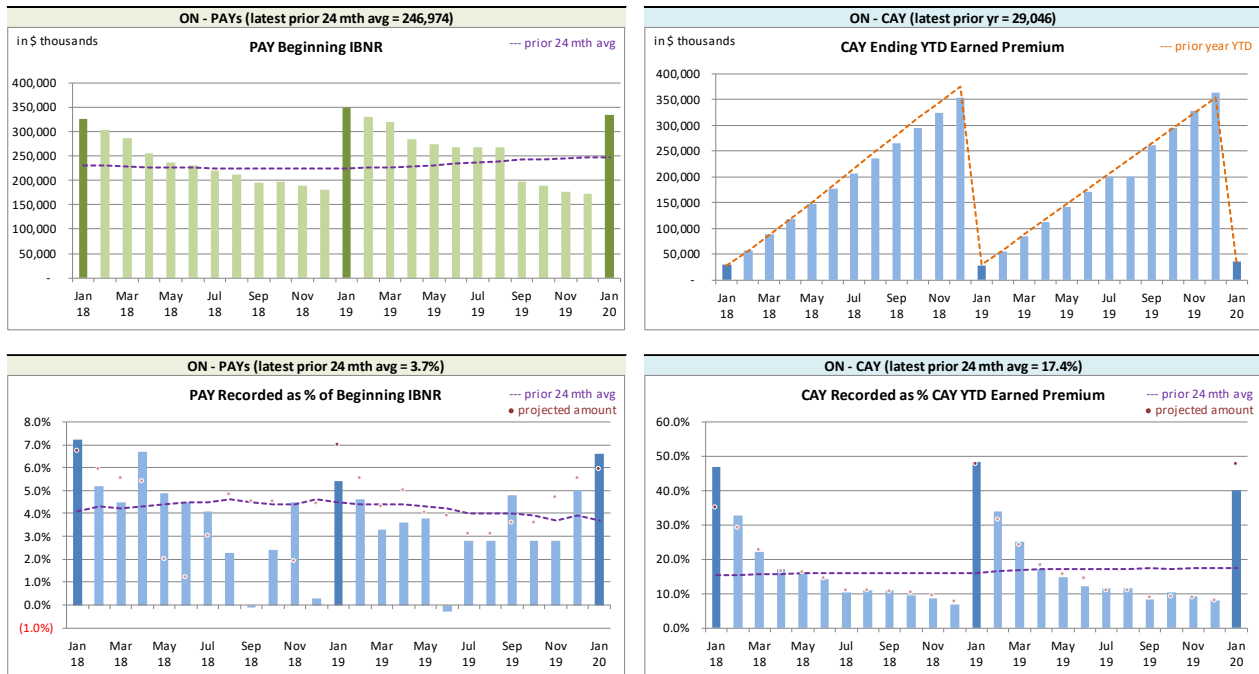 ON - PAYs (latest prior 24 mth avg = 246,974)
in $ thousands
PAY Beginning IBNR
--- prior 24 mth avg
400,000
350,000
300,000
250,000
200,000
150,000
100,000
50,000
-
Jan Mar May Jul Sep Nov Jan Mar May Jul Sep Nov Jan
18 18 18 18 18 18 19 19 19 19 19 19 20
ON - CAY (latest prior yr = 29,046)
in $ thousands
CAY Ending YTD Earned Premium
--- prior year YTD
400,000
350,000
300,000
250,000
200,000
150,000
100,000
50,000
-
Jan Mar May Jul Sep Nov Jan Mar May Jul Sep Nov Jan
18 18 18 18 18 18 19 19 19 19 19 19 20
ON - PAYs (latest prior 24 mth avg = 3.7%)
PAY Recorded as % of Beginning IBNR
--- prior 24 mth avg
• projected amount
8.0%
7.0%
6.0%
5.0%
4.0%
3.0%
2.0%
1.0%
0.0%
(1.0%)
Jan Mar May Jul Sep Nov Jan Mar May Jul Sep Nov Jan
18 18 18 18 18 18 19 19 19 19 19 19 20
ON - CAY (latest prior 24 mth avg = 17.4%)
CAY Recorded as % CAY YTD Earned Premium
--- prior 24 mth avg
• projected amount
60.0%
50.0%
40.0%
30.0%
20.0%
10.0%
0.0%
Jan Mar May Jul Sep Nov Jan Mar May Jul Sep Nov Jan
18 18 18 18 18 18 19 19 19 19 19 19 20